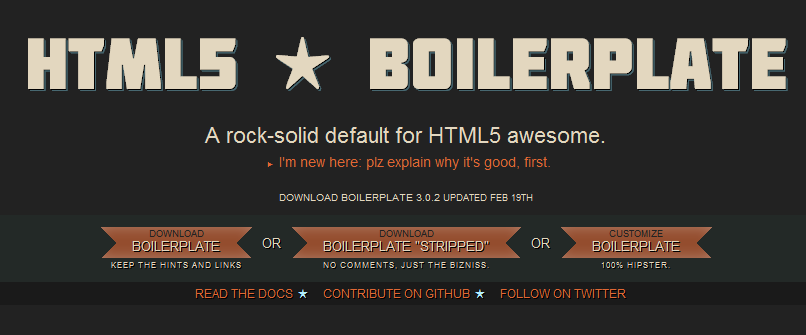 HTML5 ★ BOILERPLATE
A rock-solid default for HTML5 awesome.
▸ I'm new here: plz explain why it's good, first.
DOWNLOAD BOILERPLATE 3.0.2 UPDATED FEB 19TH
DOWNLOAD DOWNLOAD CUSTOMIZE
BOILERPLATE OR BOILERPLATE "STRIPPED" OR BOILERPLATE
KEEP THE HINTS AND LINKS NO COMMENTS, JUST THE BIZNISS. 100% HIPSTER.
READ THE DOCS ★ CONTRIBUTE ON GITHUB ★ FOLLOW ON TWITTER